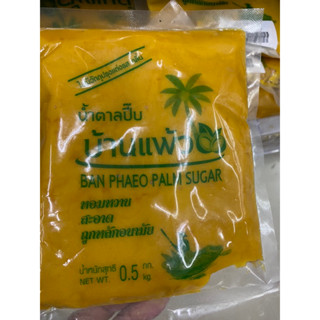 น้ำตาลปี๊บ
บ้านแพ้ว
BAN PHAEO PALM SUGAR
หอมหวาน
สะอาด
ถูกหลักอนามัย
น้ำหนักสุทธิ 0.5 กก.
NET WT. kg.